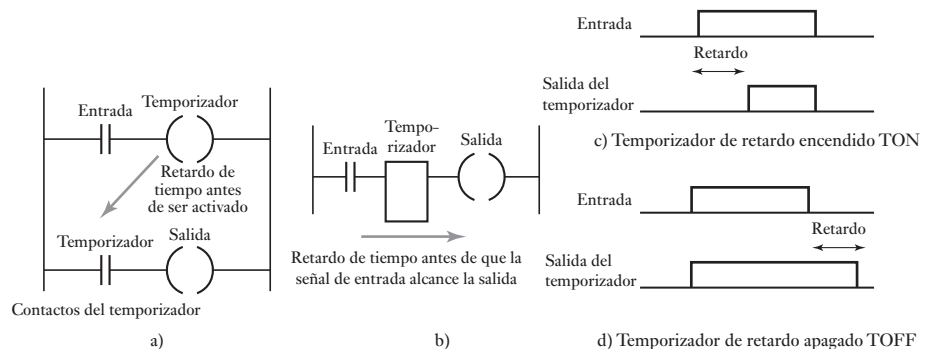 Entrada
Temporizador
Retardo de
tiempo antes
de ser activado
Temporizador
Salida
Contactos del temporizador
a)
Entrada
Tempo-
rizador
Salida
Retardo de tiempo antes de que la
señal de entrada alcance la salida
b)
Entrada
Retardo
Salida del
temporizador
c) Temporizador de retardo encendido TON
Entrada
Retardo
Salida del
temporizador
d) Temporizador de retardo apagado TOFF